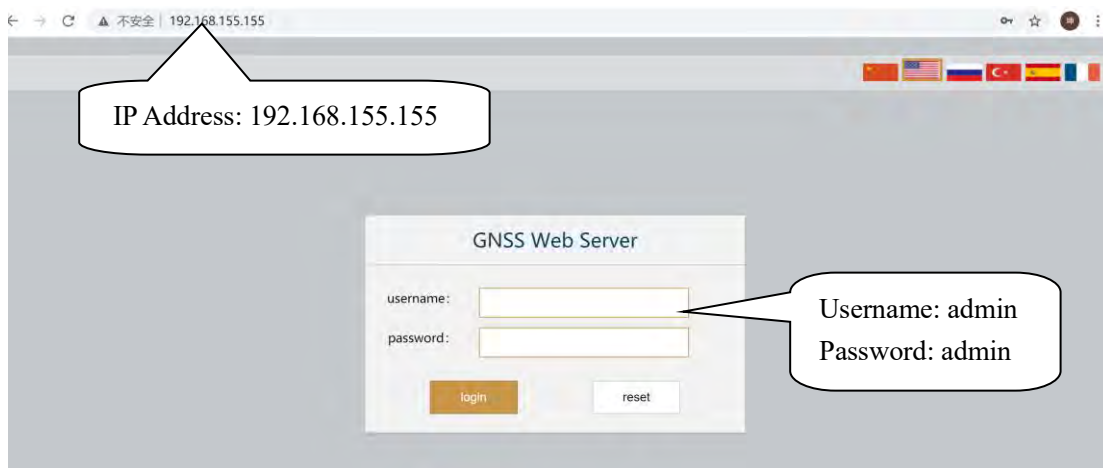 不安全 192.168.155.155
IP Address: 192.168.155.155
GNSS Web Server
username:
password:
Username: admin
Password: admin
login
reset